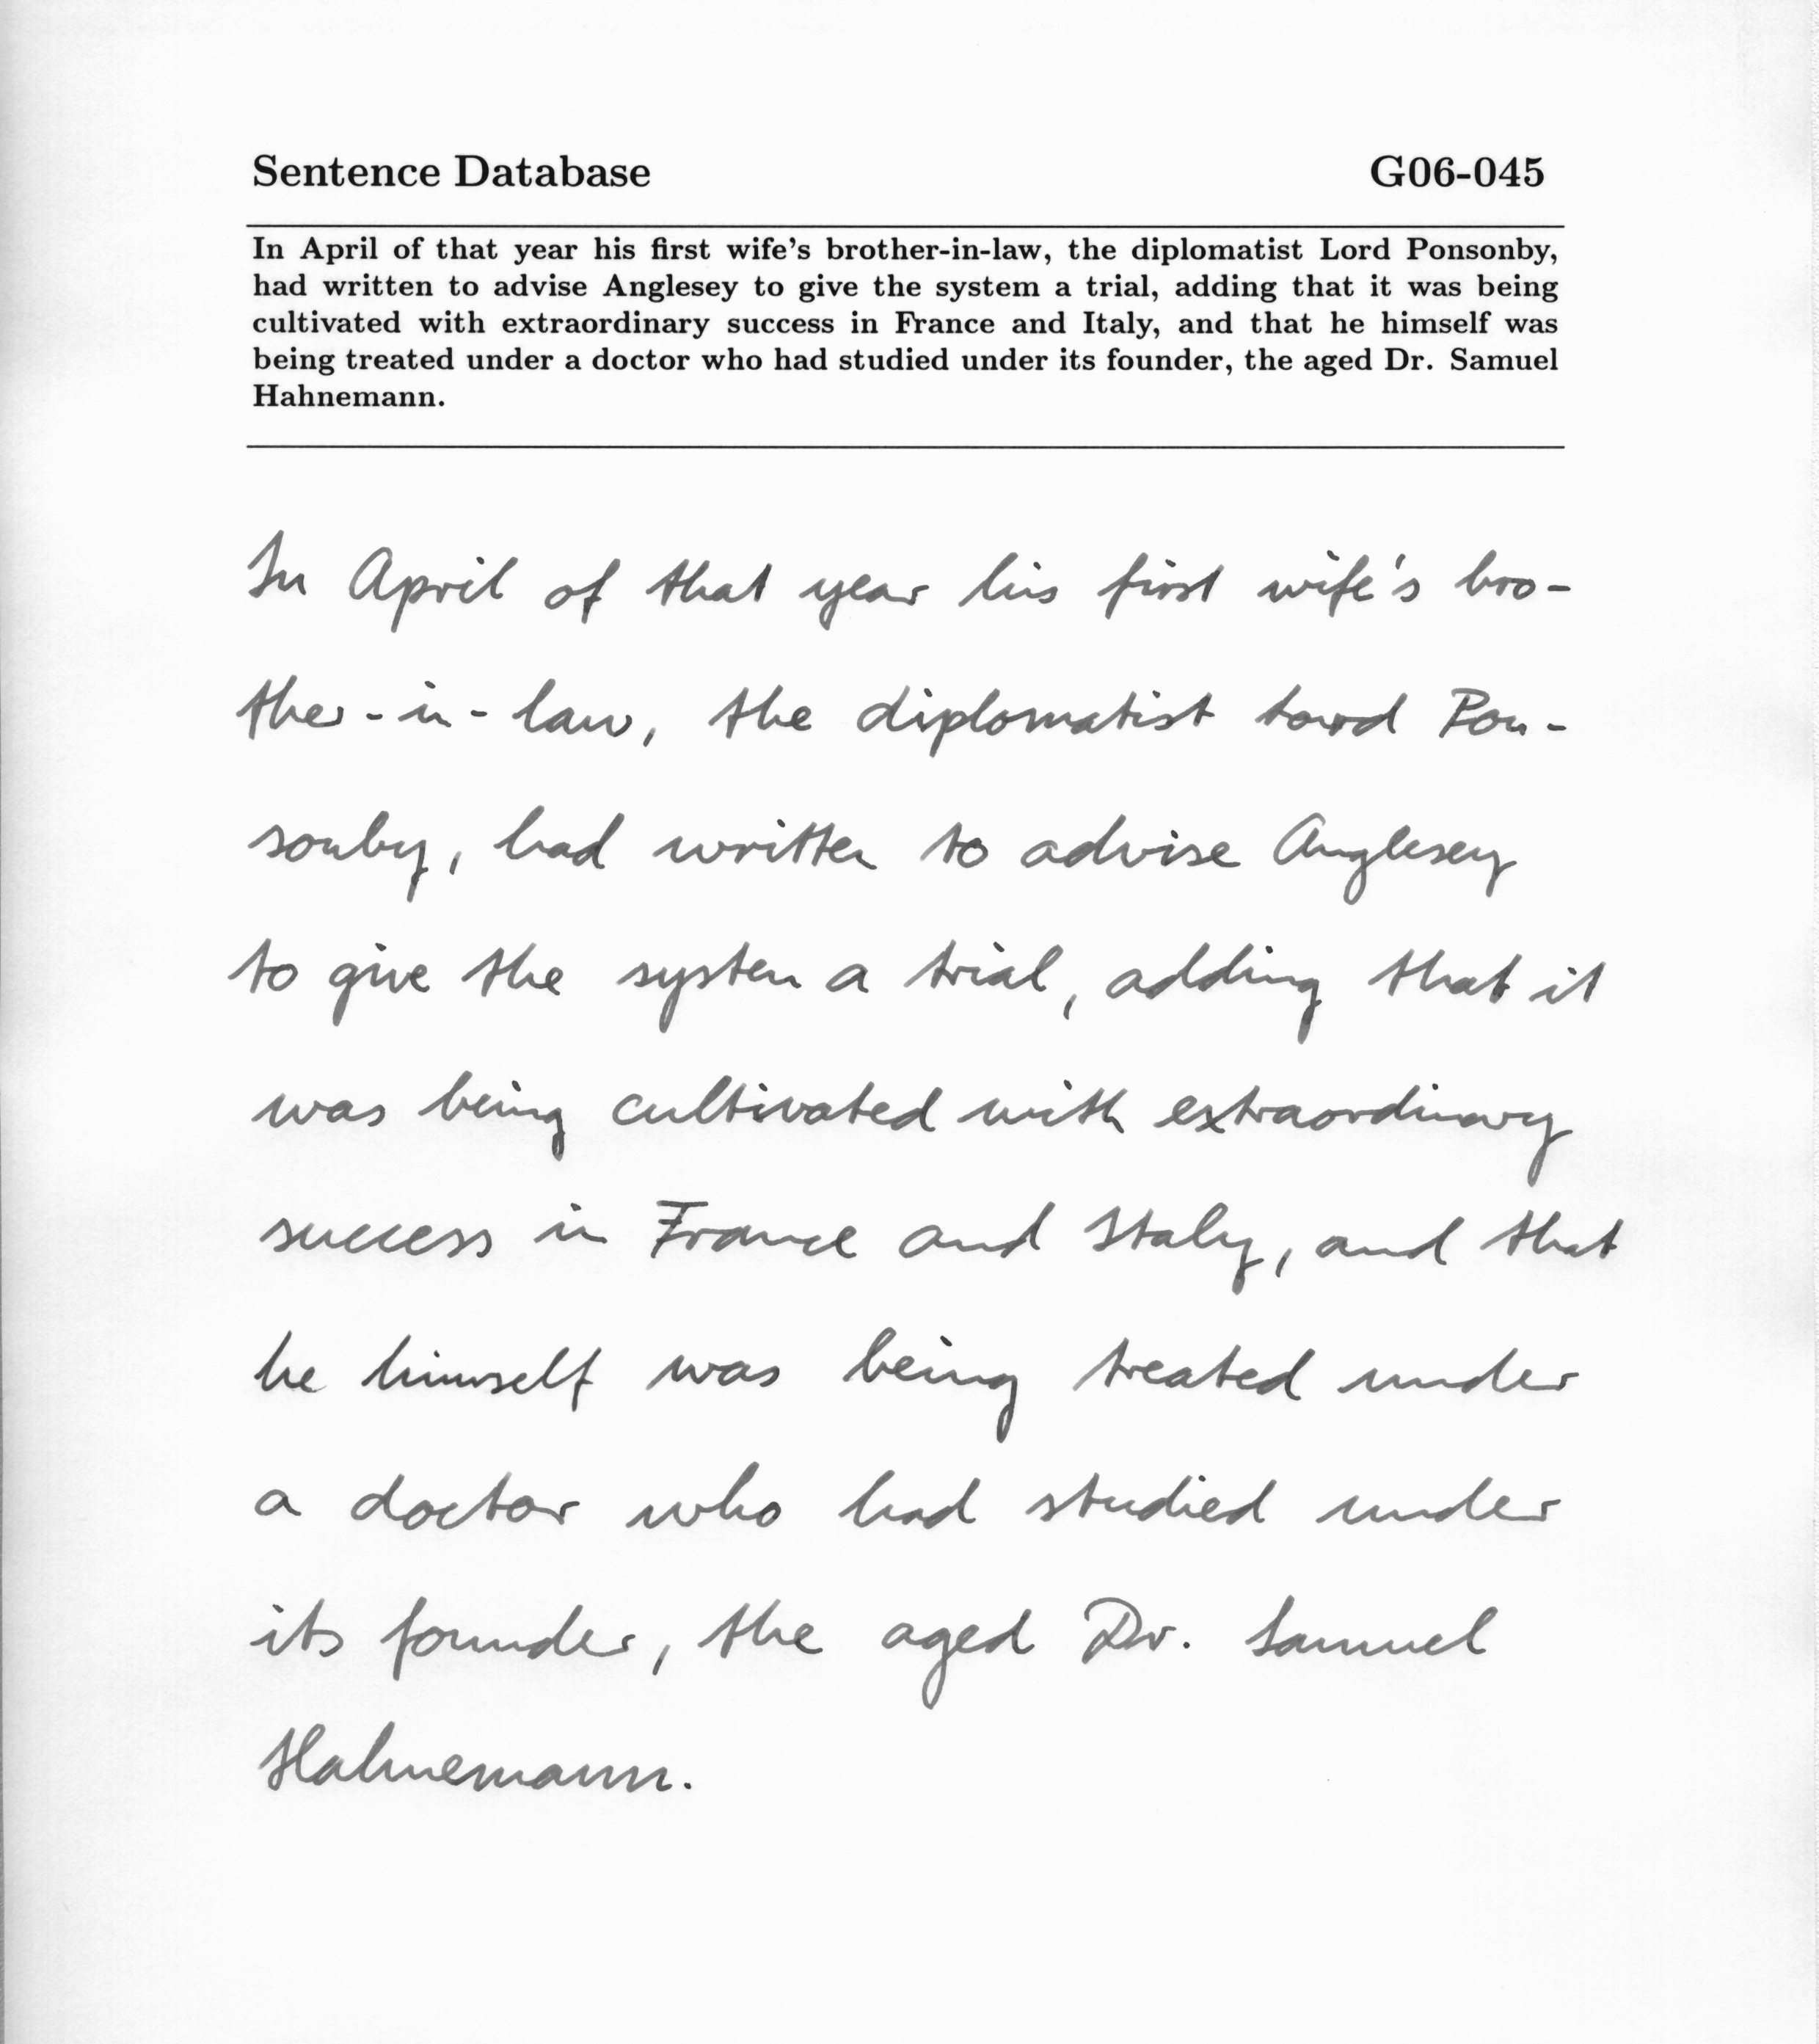 Sentence Database G06-045
In April of that year his first wife's brother-in-law, the diplomatist Lord Ponsonby,
had written to advise Anglesey to give the system a trial, adding that it was being
cultivated with extraordinary success in France and Italy, and that he himself was
being treated under a doctor who had studied under its founder, the aged Dr. Samuel
Hahnemann.
In April of that year his first wife's bro-
ther-in-law, the diplomatist Lord Pon-
sonby, had written to advise Anglesey
to give the system a trial, adding that it
was being cultivated with extraordinary
success in France and Italy, and that
he himself was being treated under
a doctor who had studied under
its founder, the aged Dr. Samuel
Hahnemann.